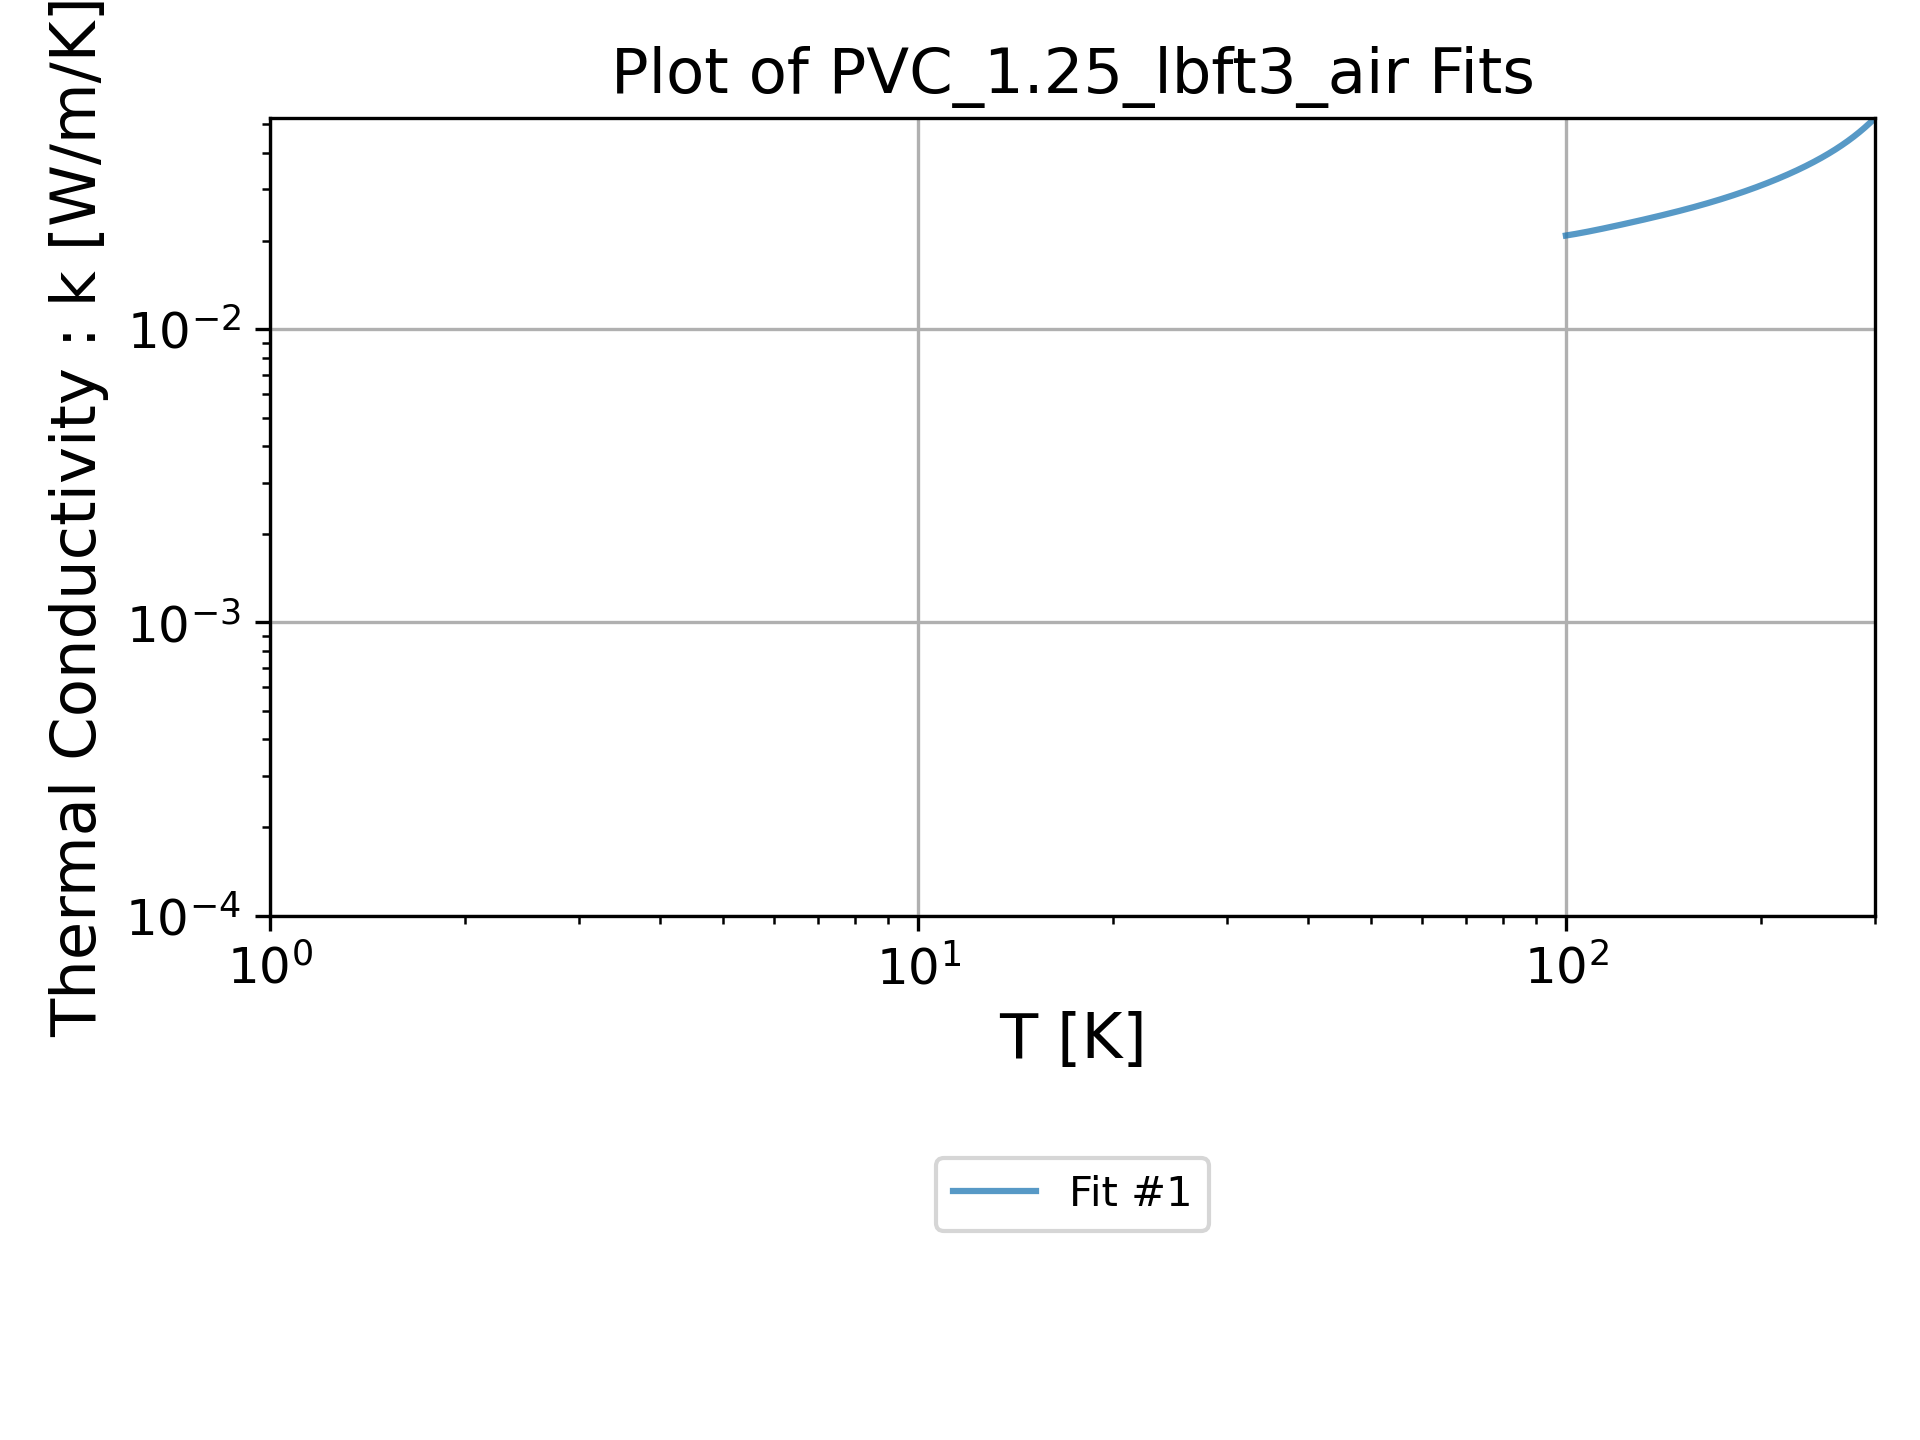 Plot of PVC_1.25_lbft3_air Fits
Thermal Conductivity : k [W/m/K]
10⁻²
10⁻³
10⁻⁴
10⁰
10¹
10²
T [K]
Fit #1